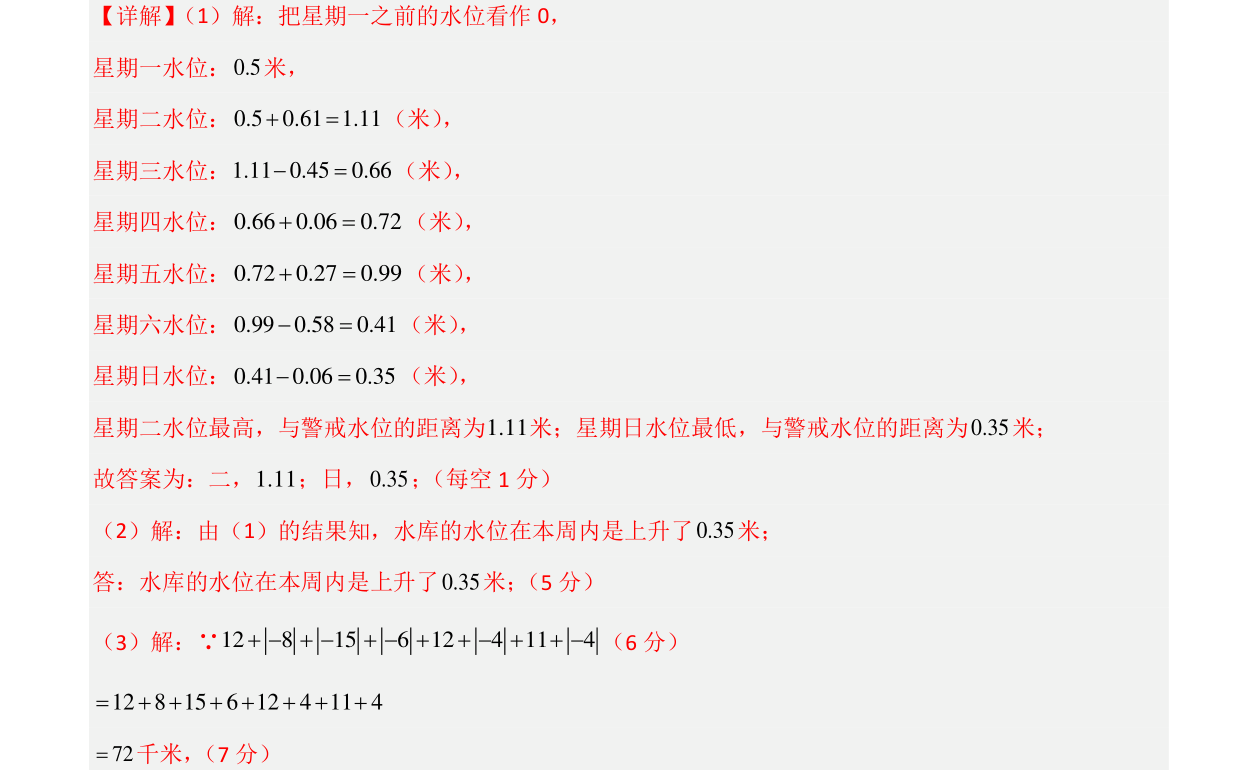 【详解】（1）解：把星期一之前的水位看作 0，
星期一水位：0.5米，
星期二水位：0.5+0.61=1.11（米），
星期三水位：1.11−0.45=0.66（米），
星期四水位：0.66+0.06=0.72（米），
星期五水位：0.72+0.27=0.99（米），
星期六水位：0.99−0.58=0.41（米），
星期日水位：0.41−0.06=0.35（米），
星期二水位最高，与警戒水位的距离为1.11米；星期日水位最低，与警戒水位的距离为0.35米；
故答案为：二，1.11；日，0.35；（每空 1 分）
（2）解：由（1）的结果知，水库的水位在本周内是上升了0.35米；
答：水库的水位在本周内是上升了0.35米；（5 分）
（3）解：∵12+|−8|+|−15|+|−6|+12+|−4|+11+|−4|（6 分）
=12+8+15+6+12+4+11+4
=72千米，（7 分）